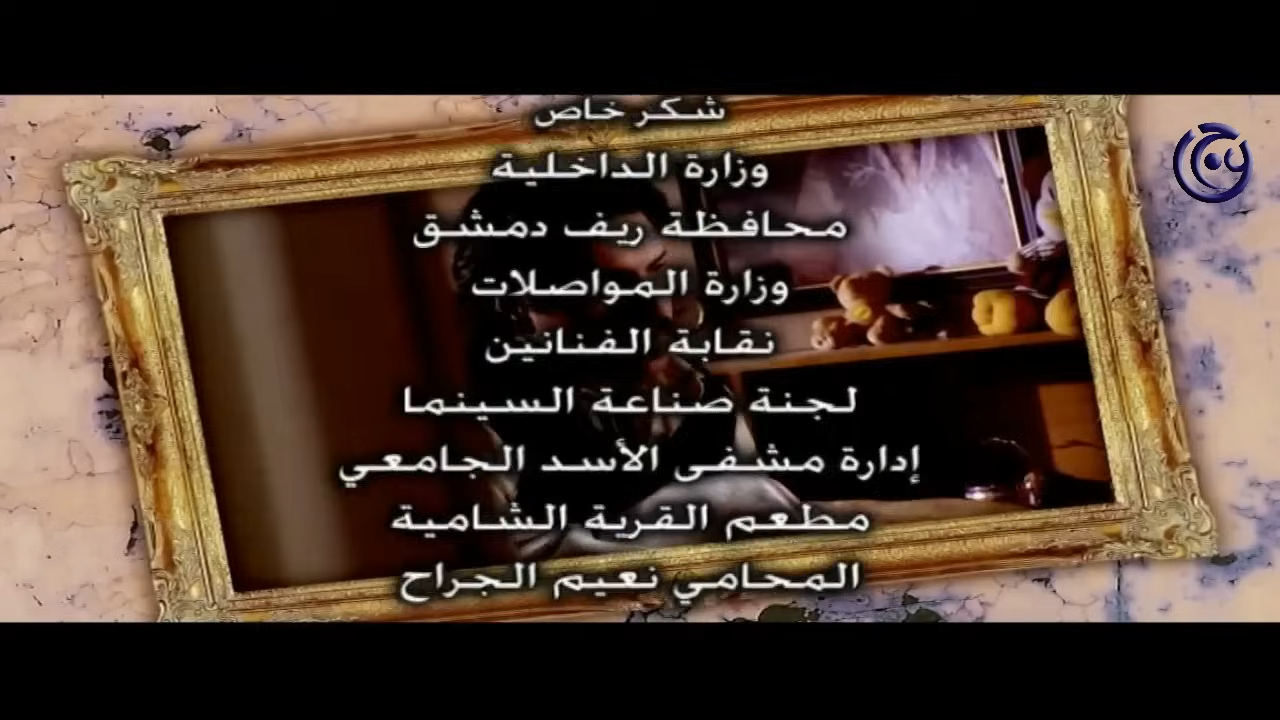 شكر خاص
وزارة الداخلية
محافظة ريف دمشق
وزارة المواصلات
نقابة الفنانين
لجنة صناعة السينما
إدارة مشفى الأسد الجامعي
مطعم القرية الشامية
المحامي نعيم الجراح